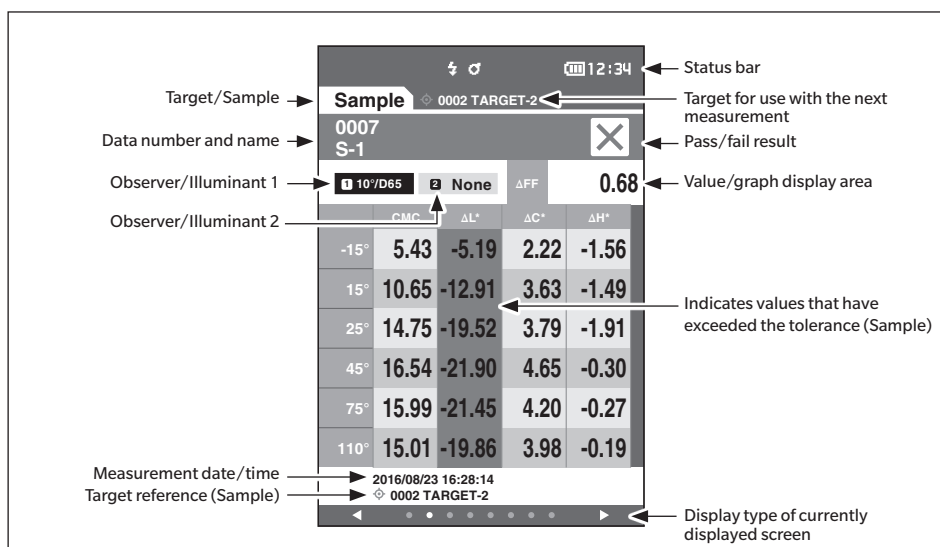 12:34
Status bar
Target/Sample
Sample 0002 TARGET-2
Target for use with the next
measurement
Data number and name
0007
S-1
Pass/fail result
Observer/Illuminant 1
1 10°/D65 2 None ΔFF 0.68
Value/graph display area
Observer/Illuminant 2
CMC ΔL* ΔC* ΔH*
-15° 5.43 -5.19 2.22 -1.56
15° 10.65 -12.91 3.63 -1.49
Indicates values that have
exceeded the tolerance (Sample)
25° 14.75 -19.52 3.79 -1.91
45° 16.54 -21.90 4.65 -0.30
75° 15.99 -21.45 4.20 -0.27
110° 15.01 -19.86 3.98 -0.19
Measurement date/time
2016/08/23 16:28:14
Target reference (Sample)
0002 TARGET-2
Display type of currently
displayed screen